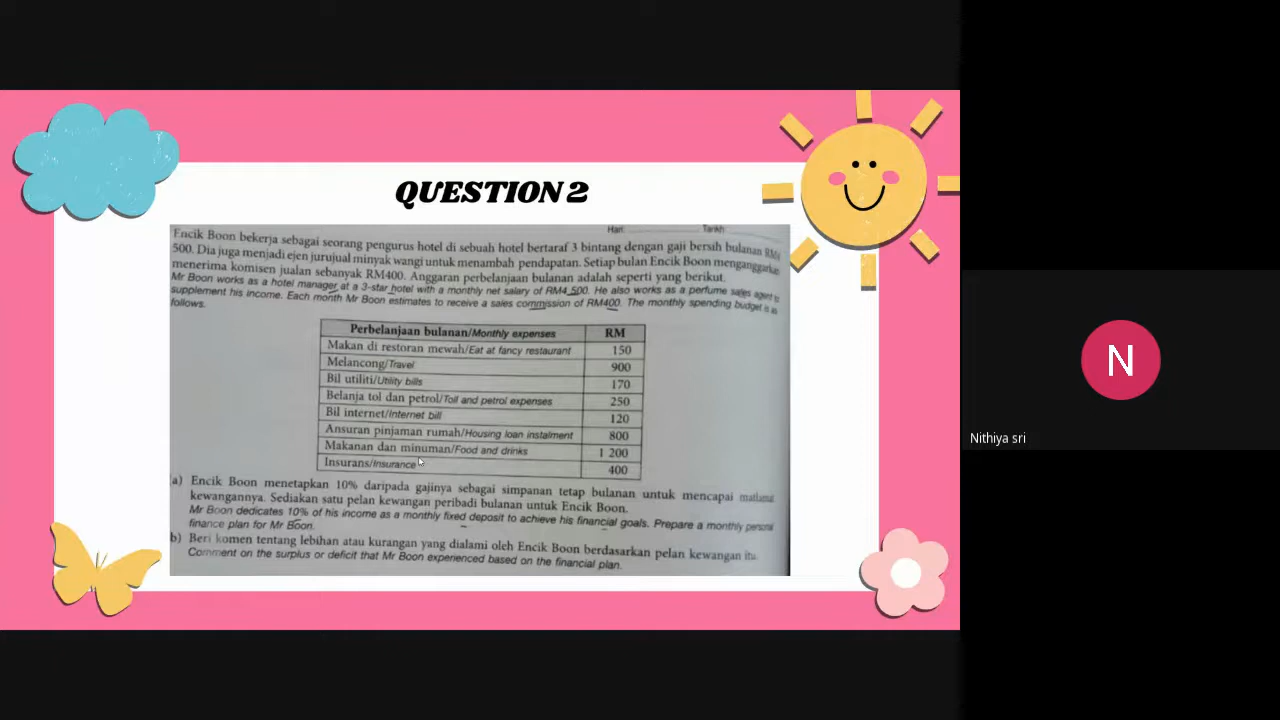 QUESTION 2
Hari: Tarikh
Encik Boon bekerja sebagai seorang pengurus hotel di sebuah hotel bertaraf 3 bintang dengan gaji bersih bulanan RM4
500. Dia juga menjadi ejen jurujual minyak wangi untuk menambah pendapatan. Setiap bulan Encik Boon menganggarkan
menerima komisen jualan sebanyak RM400. Anggaran perbelanjaan bulanan adalah seperti yang berikut.
Mr Boon works as a hotel manager at a 3-star hotel with a monthly net salary of RM4 500. He also works as a perfume sales agent to
supplement his income. Each month Mr Boon estimates to receive a sales commission of RM400. The monthly spending budget is as
follows.
Perbelanjaan bulanan/Monthly expenses RM
Makan di restoran mewah/Eat at fancy restaurant 150
Melancong/Travel 900
Bil utiliti/Utility bills 170
Belanja tol dan petrol/Toll and petrol expenses 250
Bil internet/Internet bill 120
Ansuran pinjaman rumah/Housing loan instalment 800
Makanan dan minuman/Food and drinks 1 200
Insurans/Insurance 400
(a) Encik Boon menetapkan 10% daripada gajinya sebagai simpanan tetap bulanan untuk mencapai matlamat
kewangannya. Sediakan satu pelan kewangan peribadi bulanan untuk Encik Boon.
Mr Boon dedicates 10% of his income as a monthly fixed deposit to achieve his financial goals. Prepare a monthly personal
finance plan for Mr Boon.
b) Beri komen tentang lebihan atau kurangan yang dialami oleh Encik Boon berdasarkan pelan kewangan itu.
Comment on the surplus or deficit that Mr Boon experienced based on the financial plan.
N
Nithiya sri